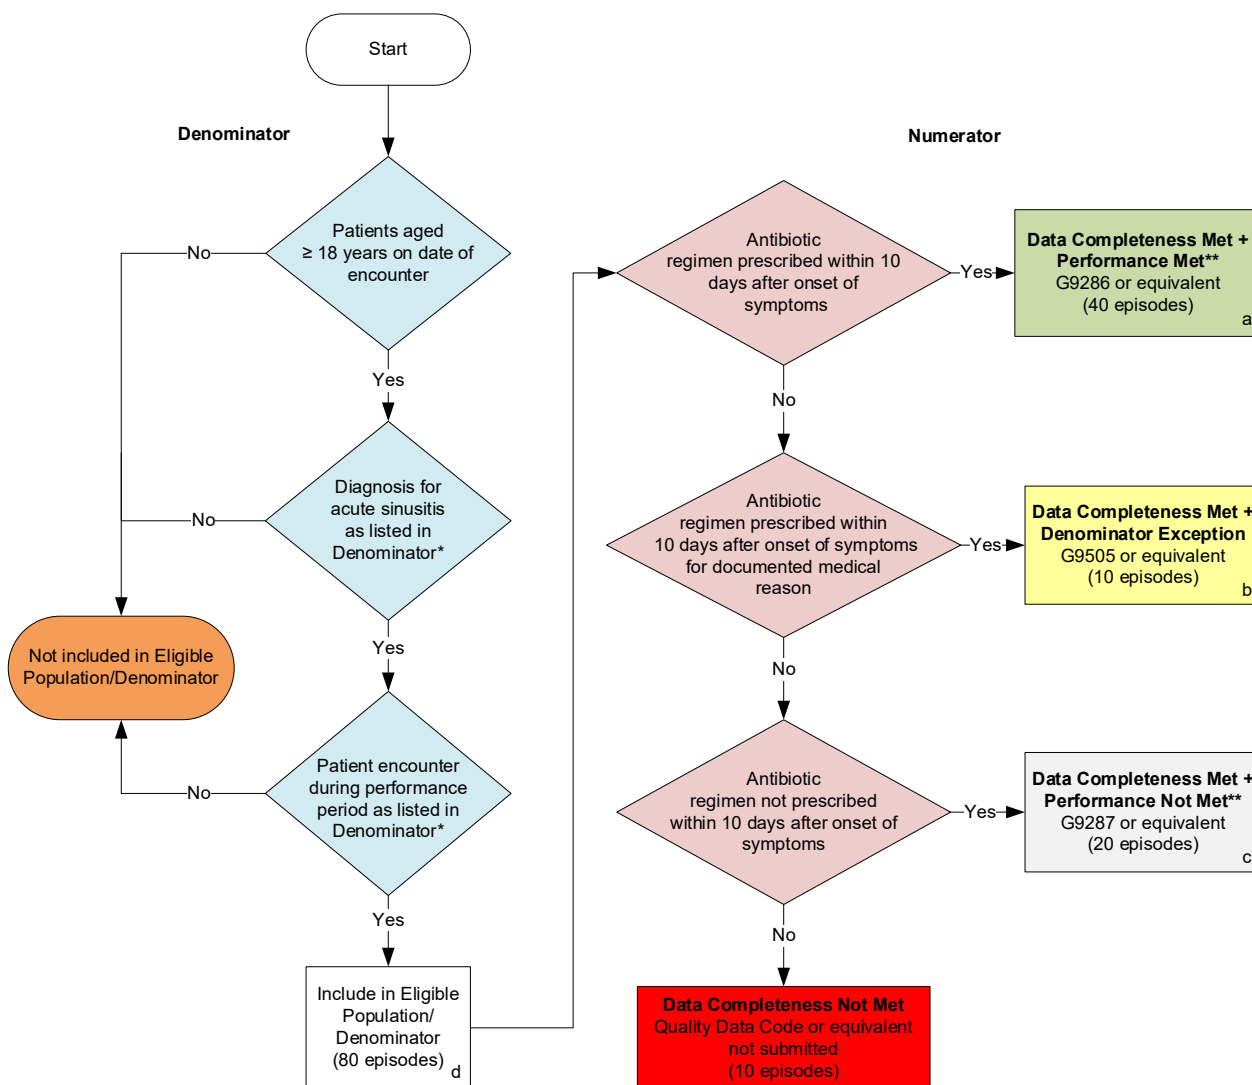 Start
Denominator
Numerator
Patients aged
≥ 18 years on date of
encounter
No
Yes
Diagnosis for
acute sinusitis
as listed in
Denominator*
No
Yes
Not included in Eligible
Population/Denominator
Patient encounter
during performance
period as listed in
Denominator*
No
Yes
Include in Eligible
Population/
Denominator
(80 episodes)
d
Antibiotic
regimen prescribed within 10
days after onset of
symptoms
Yes
Data Completeness Met +
Performance Met**
G9286 or equivalent
(40 episodes)
a
No
Antibiotic
regimen prescribed within
10 days after onset of symptoms
for documented medical
reason
Yes
Data Completeness Met +
Denominator Exception
G9505 or equivalent
(10 episodes)
b
No
Antibiotic
regimen not prescribed
within 10 days after onset of
symptoms
Yes
Data Completeness Met +
Performance Not Met**
G9287 or equivalent
(20 episodes)
c
No
Data Completeness Not Met
Quality Data Code or equivalent
not submitted
(10 episodes)